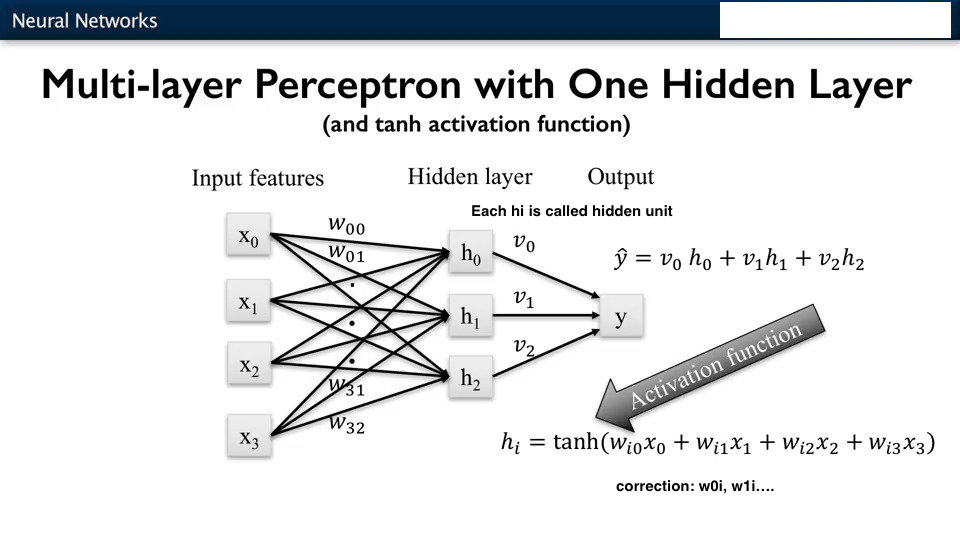 Neural Networks
Multi-layer Perceptron with One Hidden Layer
(and tanh activation function)
Input features
Hidden layer
Output
Each hi is called hidden unit
x₀
x₁
x₂
x₃
w₀₀
w₀₁
.
•
•
w₃₁
w₃₂
h₀
h₁
h₂
v₀
v₁
v₂
y
ŷ = v₀ h₀ + v₁h₁ + v₂h₂
Activation function
hᵢ = tanh(wᵢ₀x₀ + wᵢ₁x₁ + wᵢ₂x₂ + wᵢ₃x₃)
correction: w0i, w1i....